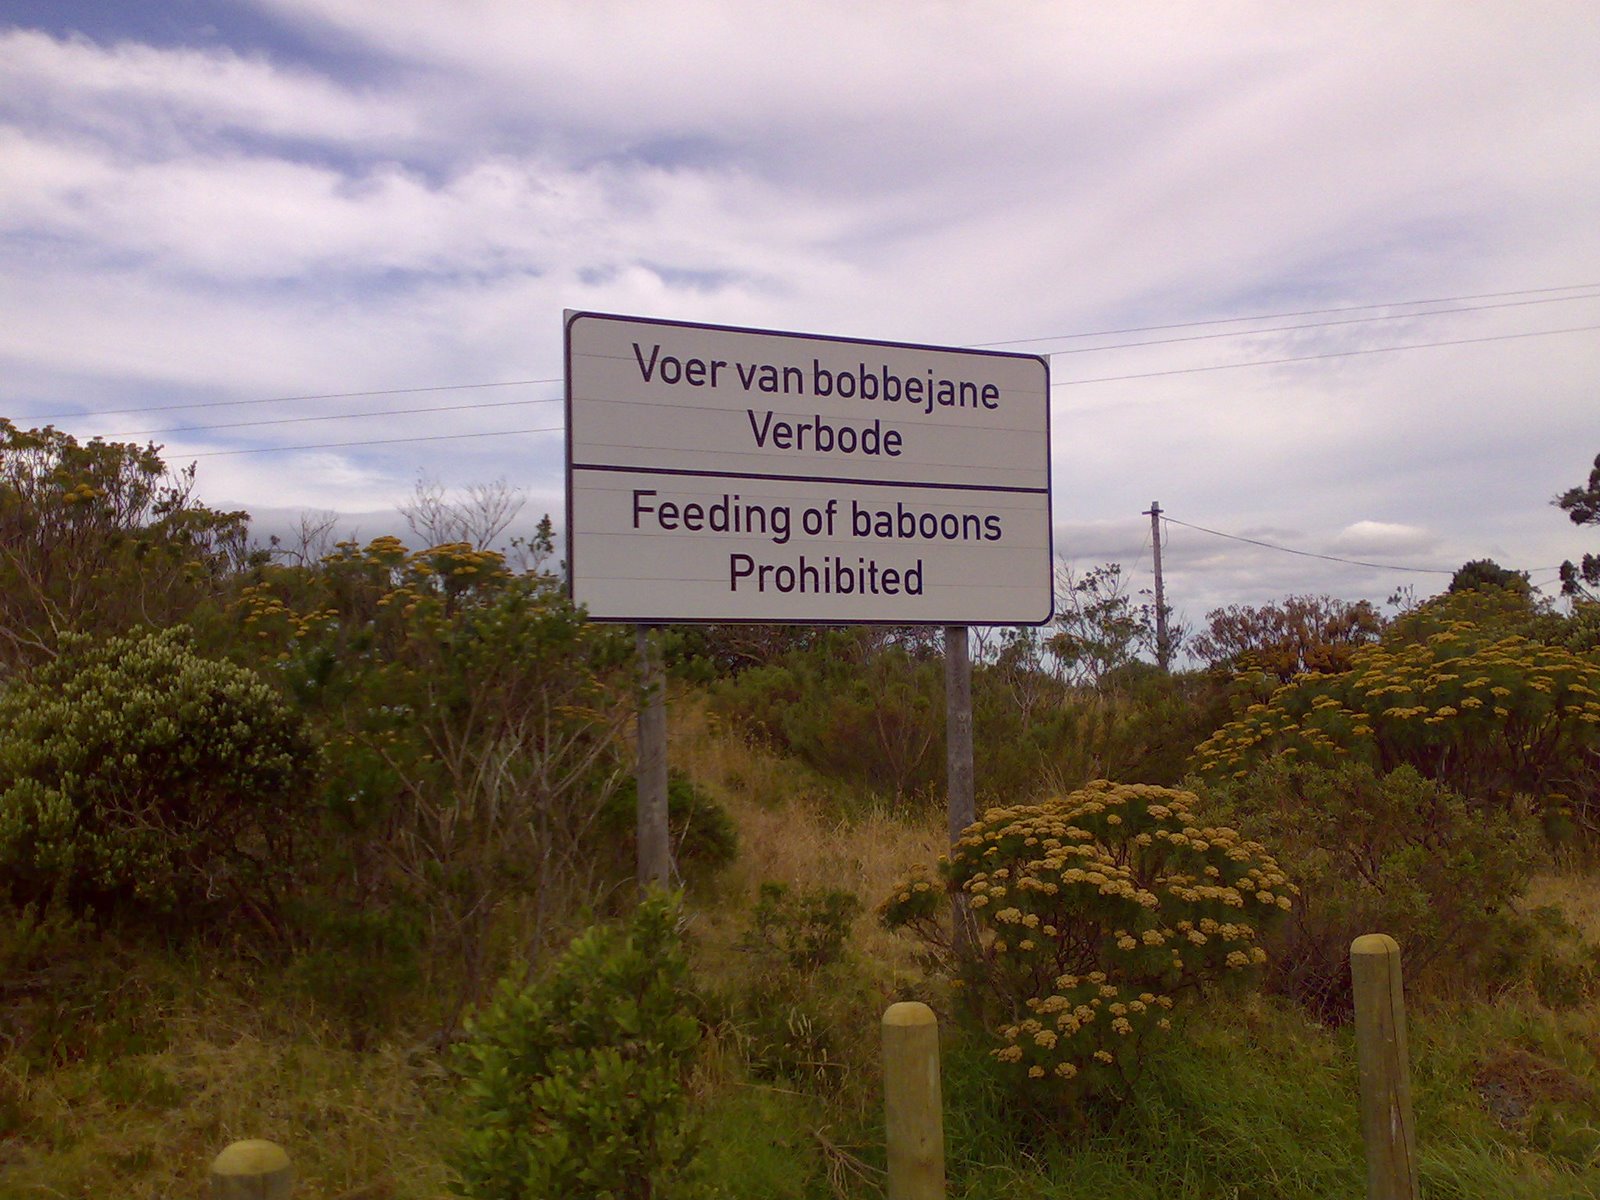 Voer van bobbejane
Verbode
Feeding of baboons
Prohibited